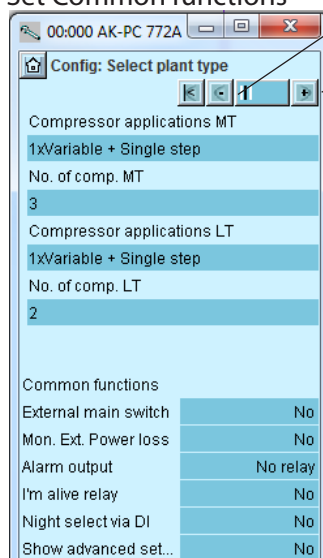 Set Common functions
00:000 AK-PC 772A
Config: Select plant type
1
Compressor applications MT
1xVariable + Single step
No. of comp. MT
3
Compressor applications LT
1xVariable + Single step
No. of comp. LT
2
Common functions
External main switch No
Mon. Ext. Power loss No
Alarm output No relay
I'm alive relay No
Night select via DI No
Show advanced set... No